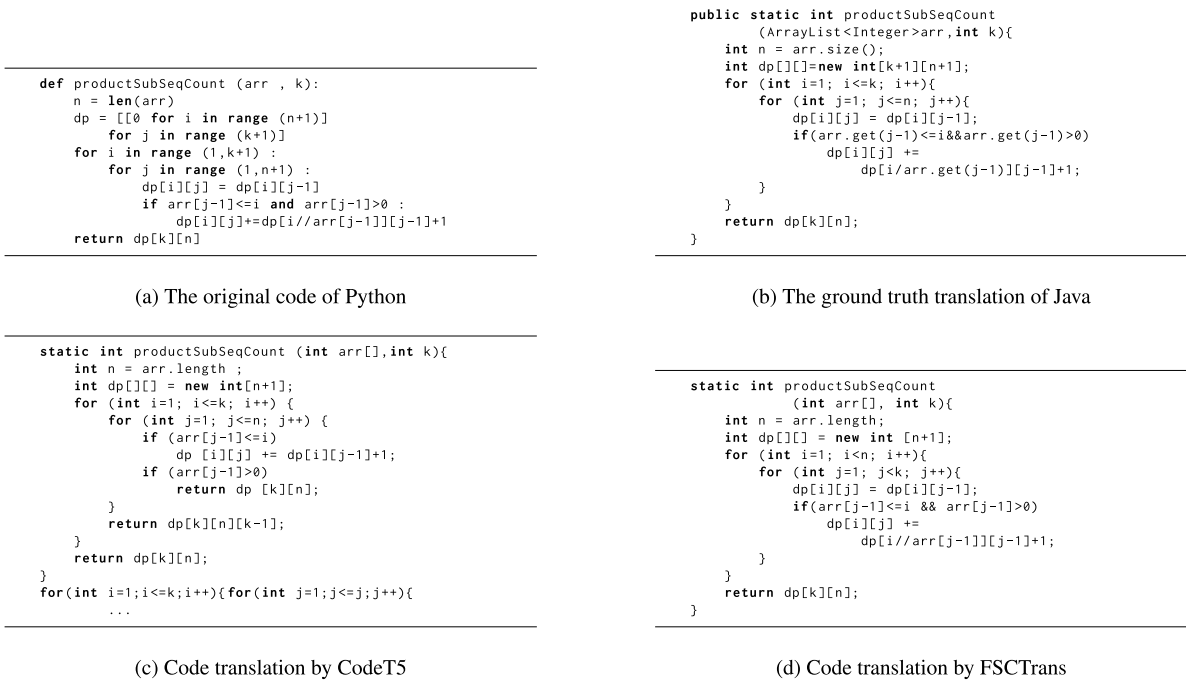 def productSubSeqCount (arr , k):
n = len(arr)
dp = [[0 for i in range (n+1)]
for j in range (k+1)]
for i in range (1,k+1) :
for j in range (1,n+1) :
dp[i][j] = dp[i][j-1]
if arr[j-1]<=i and arr[j-1]>0 :
dp[i][j]+=dp[i//arr[j-1]][j-1]+1
return dp[k][n]
(a) The original code of Python
public static int productSubSeqCount
(ArrayList<Integer>arr,int k){
int n = arr.size();
int dp[][]=new int[k+1][n+1];
for (int i=1; i<=k; i++){
for (int j=1; j<=n; j++){
dp[i][j] = dp[i][j-1];
if(arr.get(j-1)<=i&&arr.get(j-1)>0)
dp[i][j] +=
dp[i/arr.get(j-1)][j-1]+1;
}
}
return dp[k][n];
}
(b) The ground truth translation of Java
static int productSubSeqCount (int arr[],int k){
int n = arr.length ;
int dp[][] = new int[n+1];
for (int i=1; i<=k; i++) {
for (int j=1; j<=n; j++) {
if (arr[j-1]<=i)
dp [i][j] += dp[i][j-1]+1;
if (arr[j-1]>0)
return dp [k][n];
}
return dp[k][n][k-1];
}
return dp[k][n];
}
for(int i=1;i<=k;i++){for(int j=1;j<=j;j++){
...
(c) Code translation by CodeT5
static int productSubSeqCount
(int arr[], int k){
int n = arr.length;
int dp[][] = new int [n+1];
for (int i=1; i<n; i++){
for (int j=1; j<k; j++){
dp[i][j] = dp[i][j-1];
if(arr[j-1]<=i && arr[j-1]>0)
dp[i][j] +=
dp[i//arr[j-1]][j-1]+1;
}
}
return dp[k][n];
}
(d) Code translation by FSCTrans